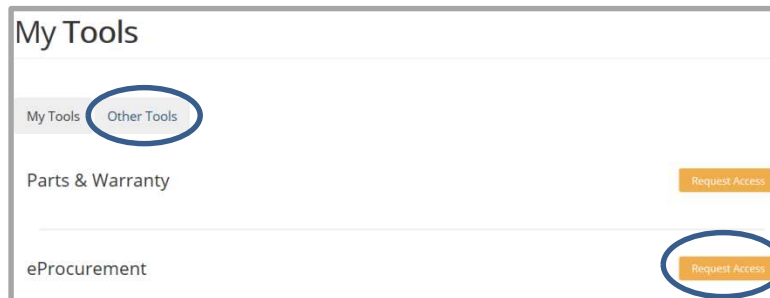 My Tools
My Tools Other Tools
Parts & Warranty Request Access
eProcurement Request Access